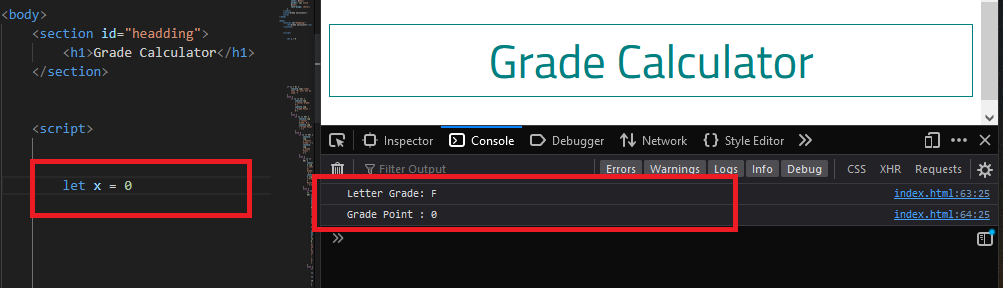 <body>
<section id="headding">
<h1>Grade Calculator</h1>
</section>
<script>
let x = 0
Grade Calculator
Inspector Console Debugger Network Style Editor
Filter Output Errors Warnings Logs Info Debug CSS XHR Requests
Letter Grade: F index.html:63:25
Grade Point : 0 index.html:64:25